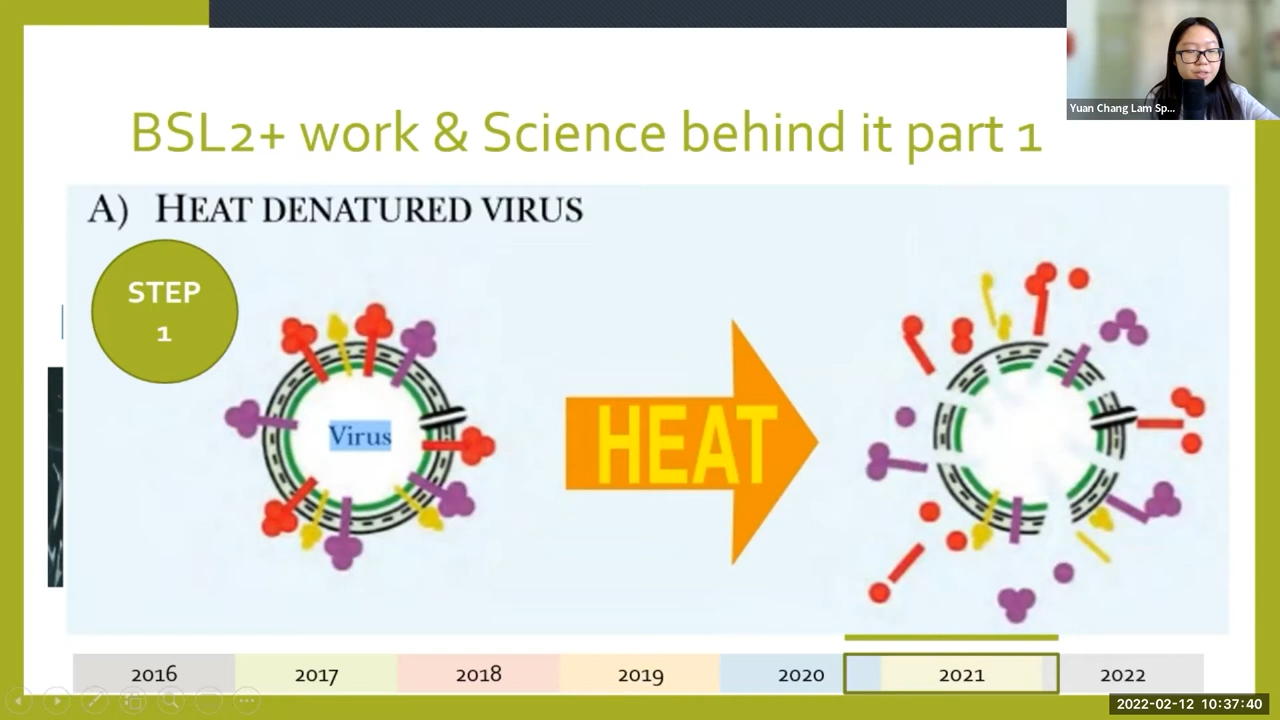 BSL2+ work & Science behind it part 1
Yuan Chang Lam Sp...
A) HEAT DENATURED VIRUS
STEP
1
Virus
HEAT
2016 2017 2018 2019 2020 2021 2022
2022-02-12 10:37:40